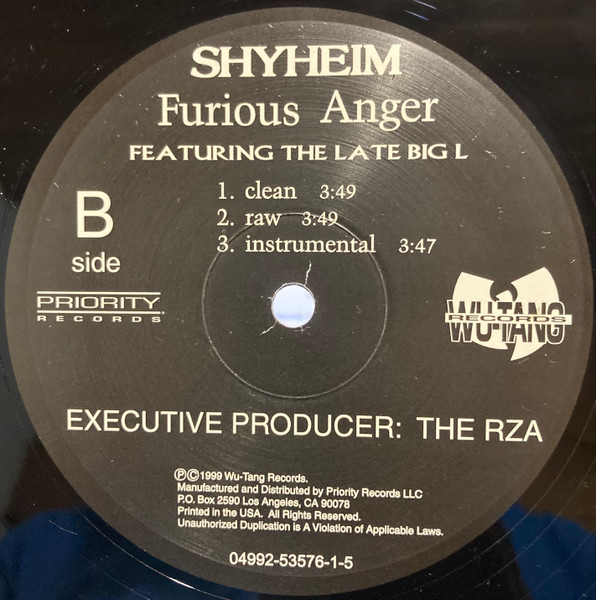 SHYHEIM
Furious Anger
FEATURING THE LATE BIG L
1. clean 3:49
2. raw 3:49
3. instrumental 3:47
B
side
PRIORITY
RECORDS
WU-TANG
RECORDS
EXECUTIVE PRODUCER: THE RZA
ⓅⒸ1999 Wu-Tang Records.
Manufactured and Distributed by Priority Records LLC
P.O. Box 2590 Los Angeles, CA 90078
Printed in the USA. All Rights Reserved.
Unauthorized Duplication is A Violation of Applicable Laws.
04992-53576-1-5